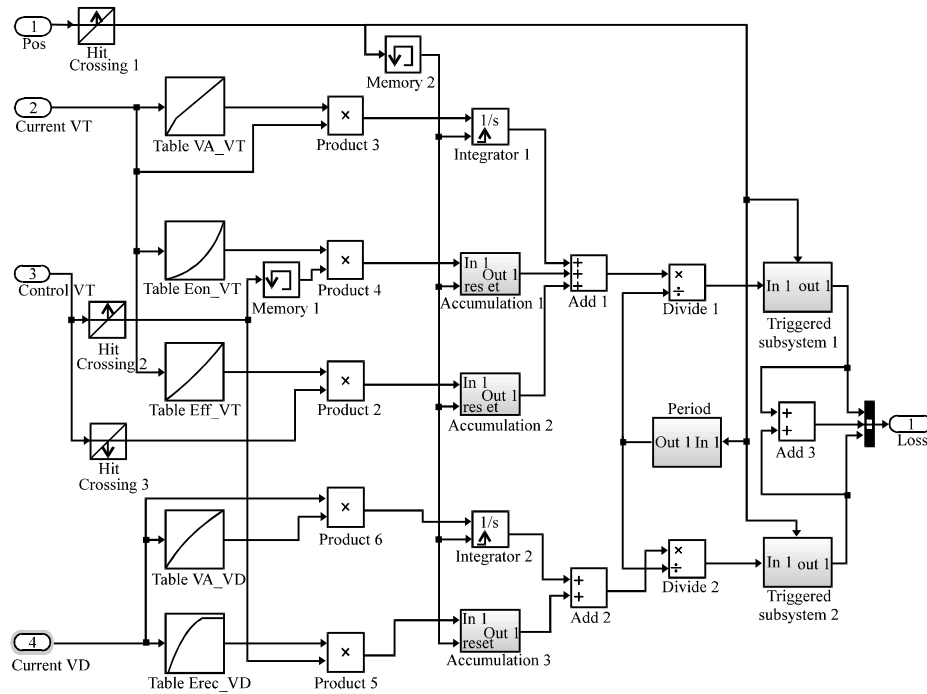 1
Pos
Hit
Crossing 1
Memory 2
2
Current VT
Table VA_VT
×
Product 3
1/s
Integrator 1
3
Control VT
Table Eon_VT
Memory 1
×
Product 4
In 1
Out 1
res et
Accumulation 1
+
+
+
Add 1
×
÷
Divide 1
In 1 out 1
Triggered
subsystem 1
Hit
Crossing 2
Table Eff_VT
×
Product 2
In 1
Out 1
res et
Accumulation 2
Period
Out 1 In 1
+
+
Add 3
1
Loss
Hit
Crossing 3
×
Product 6
1/s
Integrator 2
Table VA_VD
×
÷
Divide 2
In 1 out 1
Triggered
subsystem 2
+
+
Add 2
4
Current VD
Table Erec_VD
×
Product 5
In 1
Out 1
reset
Accumulation 3